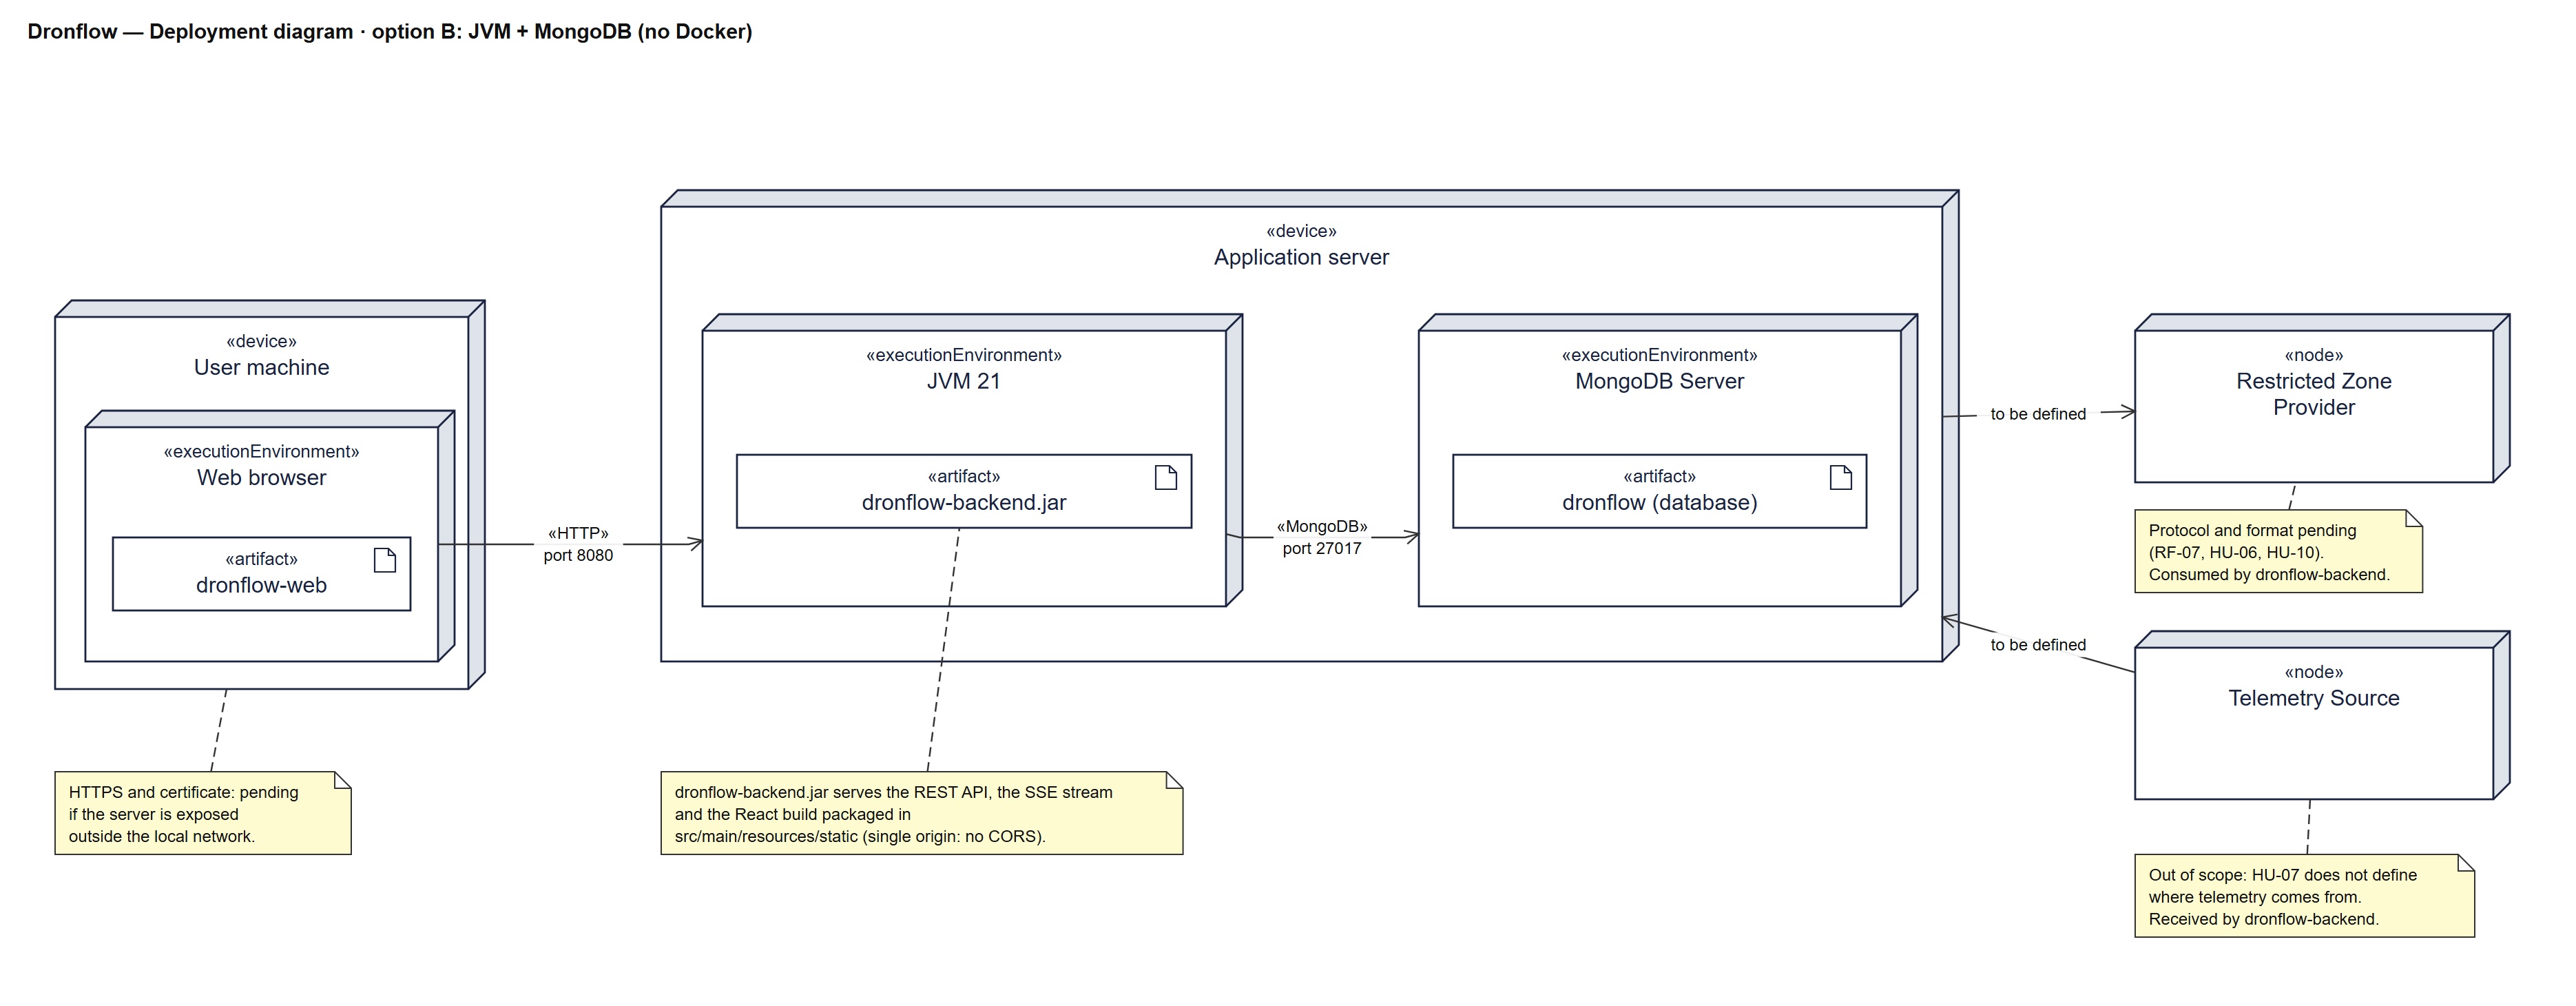 Dronflow — Deployment diagram · option B: JVM + MongoDB (no Docker)
«device»
User machine
«executionEnvironment»
Web browser
«artifact»
dronflow-web
«HTTP»
port 8080
«device»
Application server
«executionEnvironment»
JVM 21
«artifact»
dronflow-backend.jar
«MongoDB»
port 27017
«executionEnvironment»
MongoDB Server
«artifact»
dronflow (database)
to be defined
«node»
Restricted Zone
Provider
Protocol and format pending
(RF-07, HU-06, HU-10).
Consumed by dronflow-backend.
to be defined
«node»
Telemetry Source
HTTPS and certificate: pending
if the server is exposed
outside the local network.
dronflow-backend.jar serves the REST API, the SSE stream
and the React build packaged in
src/main/resources/static (single origin: no CORS).
Out of scope: HU-07 does not define
where telemetry comes from.
Received by dronflow-backend.